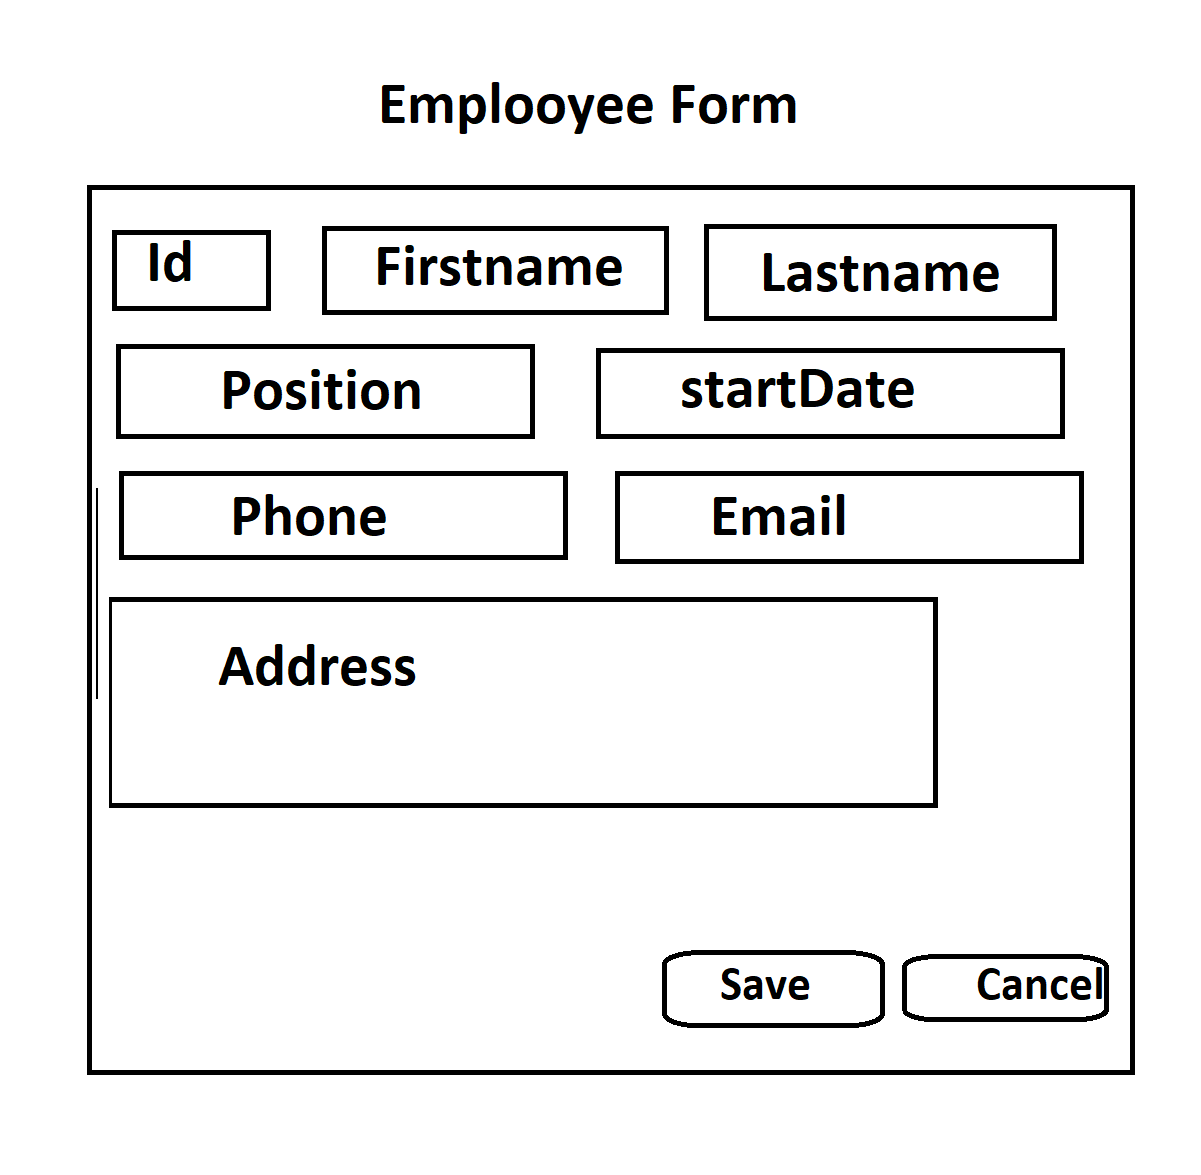 Emplooyee Form
Id
Firstname
Lastname
Position
startDate
Phone
Email
Address
Save
Cancel